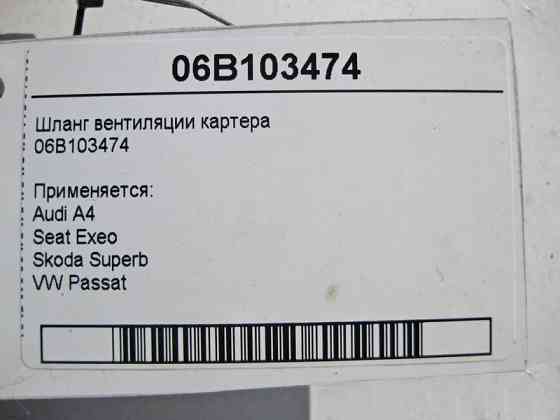 06B103474
Шланг вентиляции картера
06B103474
Применяется:
Audi A4
Seat Exeo
Skoda Superb
VW Passat